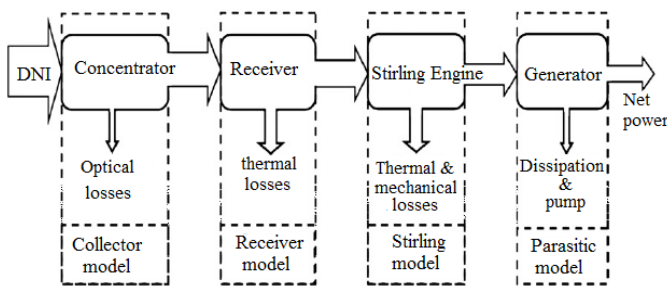 DNI
Concentrator
Receiver
Stirling Engine
Generator
Net
power
Optical
losses
thermal
losses
Thermal &
mechanical
losses
Dissipation
&
pump
Collector
model
Receiver
model
Stirling
model
Parasitic
model